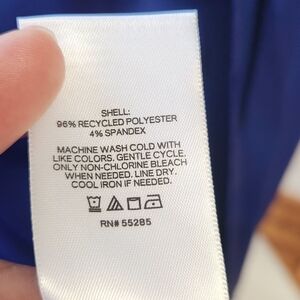 SHELL:
96% RECYCLED POLYESTER
4% SPANDEX
MACHINE WASH COLD WITH
LIKE COLORS. GENTLE CYCLE.
ONLY NON-CHLORINE BLEACH
WHEN NEEDED. LINE DRY.
COOL IRON IF NEEDED.
RN# 55285